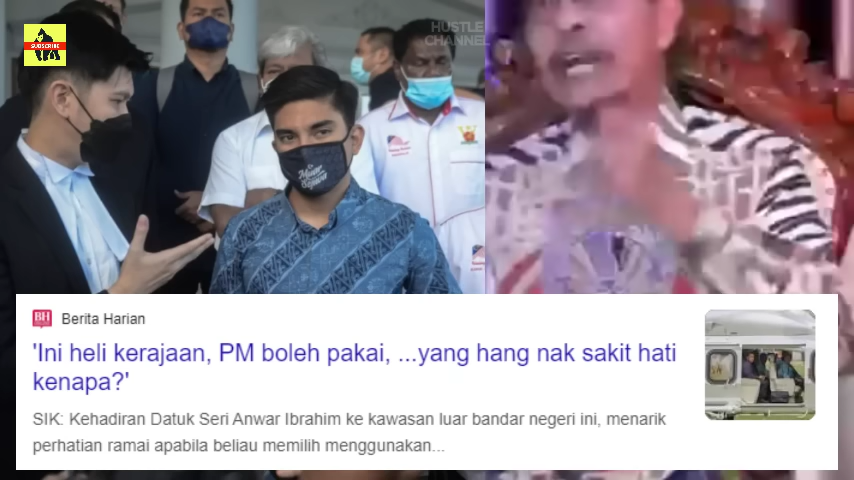 SUBSCRIBE
HUSTLE
CHANNEL
BH
Berita Harian
'Ini heli kerajaan, PM boleh pakai, ...yang hang nak sakit hati
kenapa?'
SIK: Kehadiran Datuk Seri Anwar Ibrahim ke kawasan luar bandar negeri ini, menarik
perhatian ramai apabila beliau memilih menggunakan...